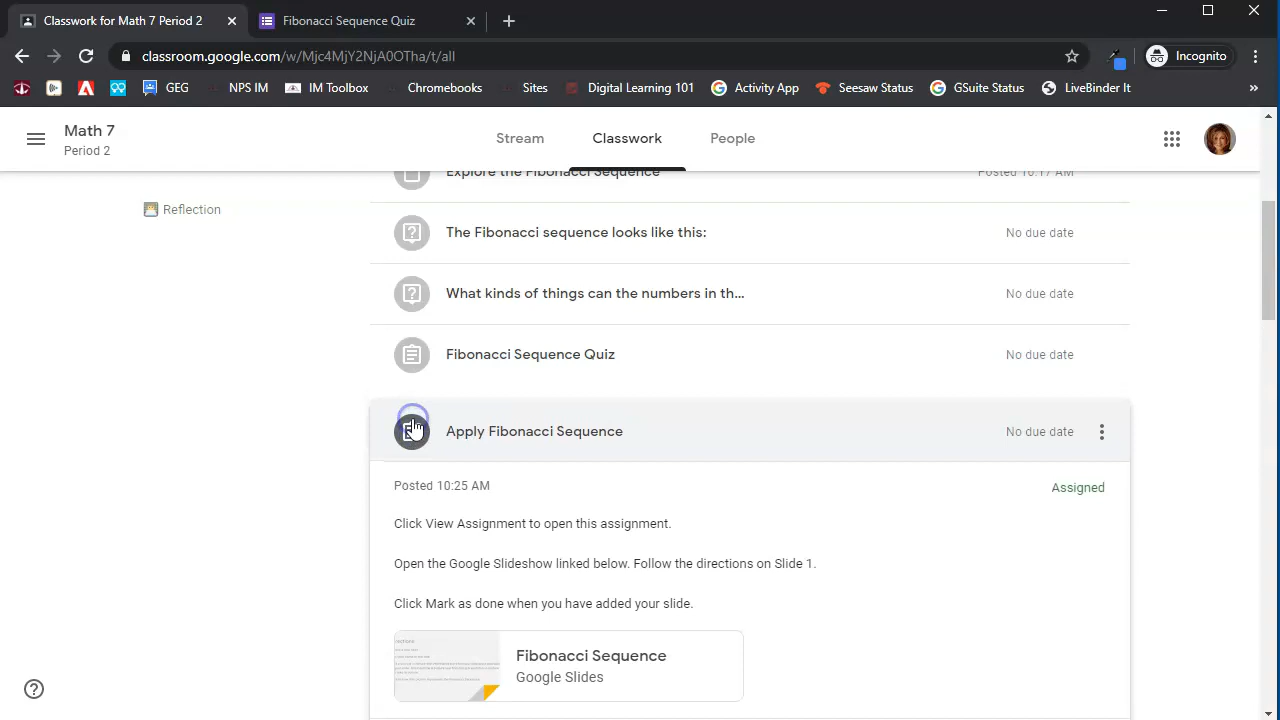 Classwork for Math 7 Period 2
Fibonacci Sequence Quiz
classroom.google.com/w/Mjc4MjY2NjA0OTha/t/all
Incognito
GEG
NPS IM
IM Toolbox
Chromebooks
Sites
Digital Learning 101
Activity App
Seesaw Status
GSuite Status
LiveBinder It
Math 7
Period 2
Stream
Classwork
People
Explore the Fibonacci Sequence
Posted 10:17 AM
Reflection
The Fibonacci sequence looks like this:
No due date
What kinds of things can the numbers in th...
No due date
Fibonacci Sequence Quiz
No due date
Apply Fibonacci Sequence
No due date
Posted 10:25 AM
Assigned
Click View Assignment to open this assignment.
Open the Google Slideshow linked below. Follow the directions on Slide 1.
Click Mark as done when you have added your slide.
Fibonacci Sequence
Google Slides